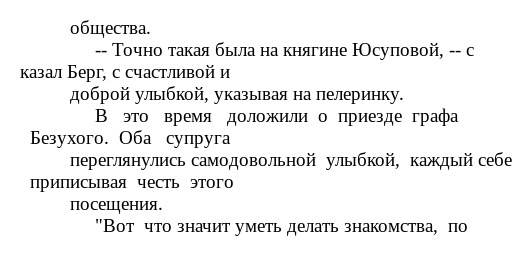 общества.
-- Точно такая была на княгине Юсуповой, -- с
казал Берг, с счастливой и
доброй улыбкой, указывая на пелеринку.
В это время доложили о приезде графа
Безухого. Оба супруга
переглянулись самодовольной улыбкой, каждый себе
приписывая честь этого
посещения.
"Вот что значит уметь делать знакомства, по